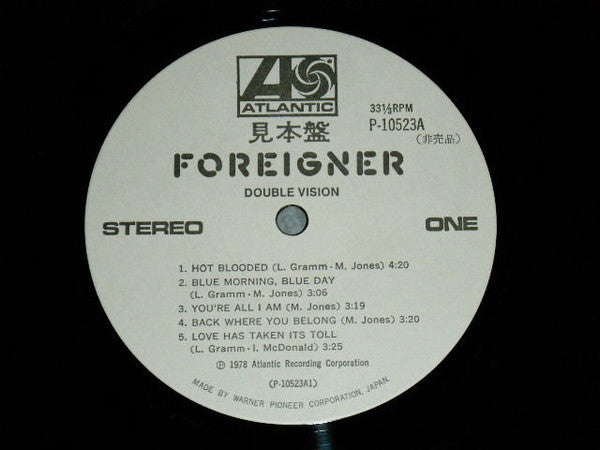 ATLANTIC
33⅓RPM
P-10523A
(非売品)
見本盤
FOREIGNER
DOUBLE VISION
STEREO
ONE
1. HOT BLOODED (L. Gramm · M. Jones) 4:20
2. BLUE MORNING, BLUE DAY
(L. Gramm · M. Jones) 3:06
3. YOU'RE ALL I AM (M. Jones) 3:19
4. BACK WHERE YOU BELONG (M. Jones) 3:20
5. LOVE HAS TAKEN ITS TOLL
(L. Gramm · I. McDonald) 3:25
℗ 1978 Atlantic Recording Corporation
(P-10523A1)
MADE BY WARNER PIONEER CORPORATION, JAPAN.